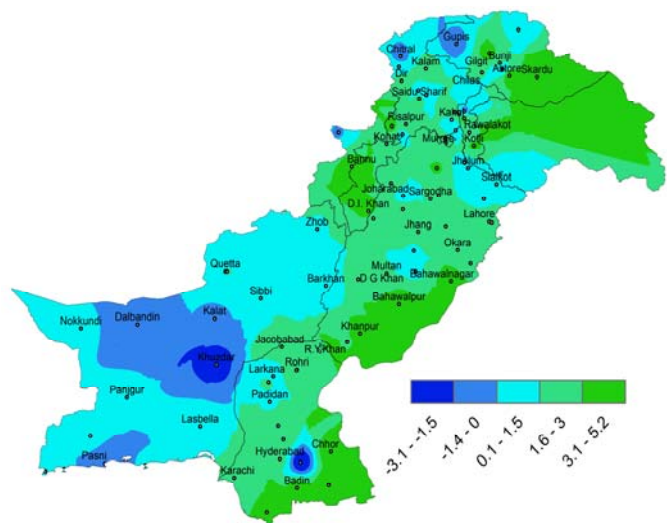 Gupis
Chitral
Bunji
Gilgit
Kalam
Astore
Skardu
Dir
Chilas
Saidu Sharif
Kakul
Risalpur
Rawalakot
Kohat
Murree
Kotli
Bannu
Jhelum
Sialkot
Joharabad
Sargodha
D.I. Khan
Lahore
Zhob
Jhang
Okara
Quetta
Multan
Barkhan
D G Khan
Bahawalnagar
Sibbi
Bahawalpur
Kalat
Nokkundi
Dalbandin
Khanpur
Jacobabad
R.Y.Khan
Khuzdar
Rohri
Larkana
Panjgur
Padidan
Lasbella
Chhor
Pasni
Hyderabad
Karachi
Badin
-3.1 - -1.5
-1.4 - 0
0.1 - 1.5
1.6 - 3
3.1 - 5.2